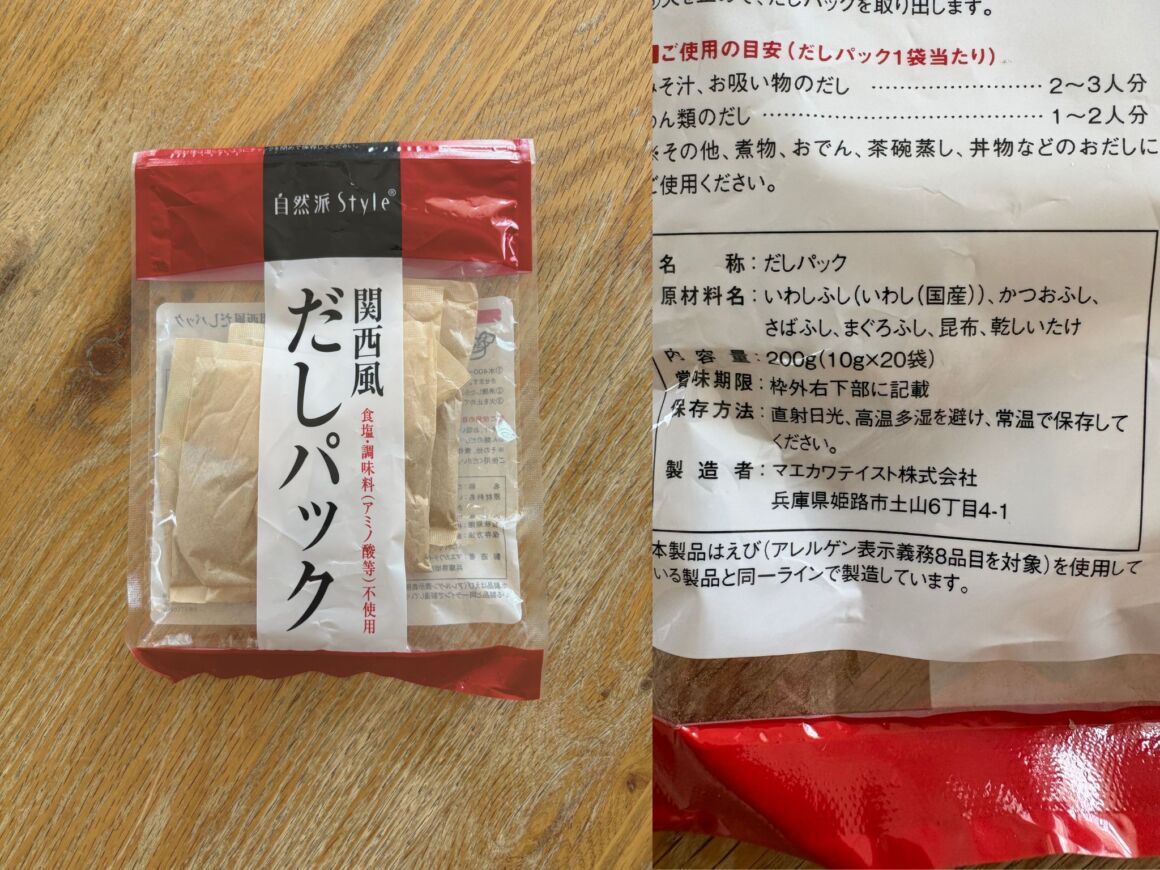 自然派 Style®
関西風
だしパック
食塩・調味料(アミノ酸等)不使用
、だしパックを取り出します。
ご使用の目安(だしパック1袋当たり)
そ汁、お吸い物のだし ………………… 2〜3人分
ん類のだし ………………………… 1〜2人分
※その他、煮物、おでん、茶碗蒸し、丼物などのおだしに
ご使用ください。
名 称:だしパック
原材料名:いわしふし(いわし(国産))、かつおふし、
さばふし、まぐろふし、昆布、乾しいたけ
内容量:200g(10g×20袋)
賞味期限:枠外右下部に記載
保存方法:直射日光、高温多湿を避け、常温で保存して
ください。
製造者:マエカワテイスト株式会社
兵庫県姫路市土山6丁目4-1
本製品はえび(アレルゲン表示義務8品目を対象)を使用して
いる製品と同一ラインで製造しています。